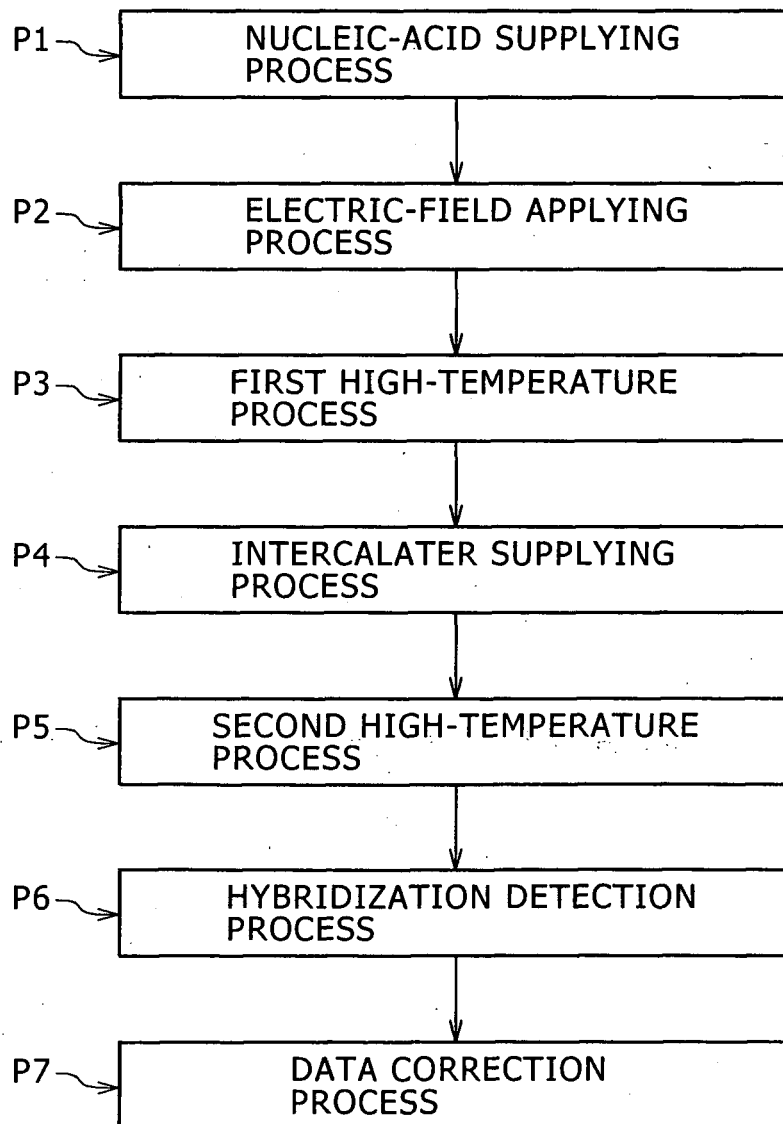 P1
NUCLEIC-ACID SUPPLYING
PROCESS
P2
ELECTRIC-FIELD APPLYING
PROCESS
P3
FIRST HIGH-TEMPERATURE
PROCESS
P4
INTERCALATER SUPPLYING
PROCESS
P5
SECOND HIGH-TEMPERATURE
PROCESS
P6
HYBRIDIZATION DETECTION
PROCESS
P7
DATA CORRECTION
PROCESS